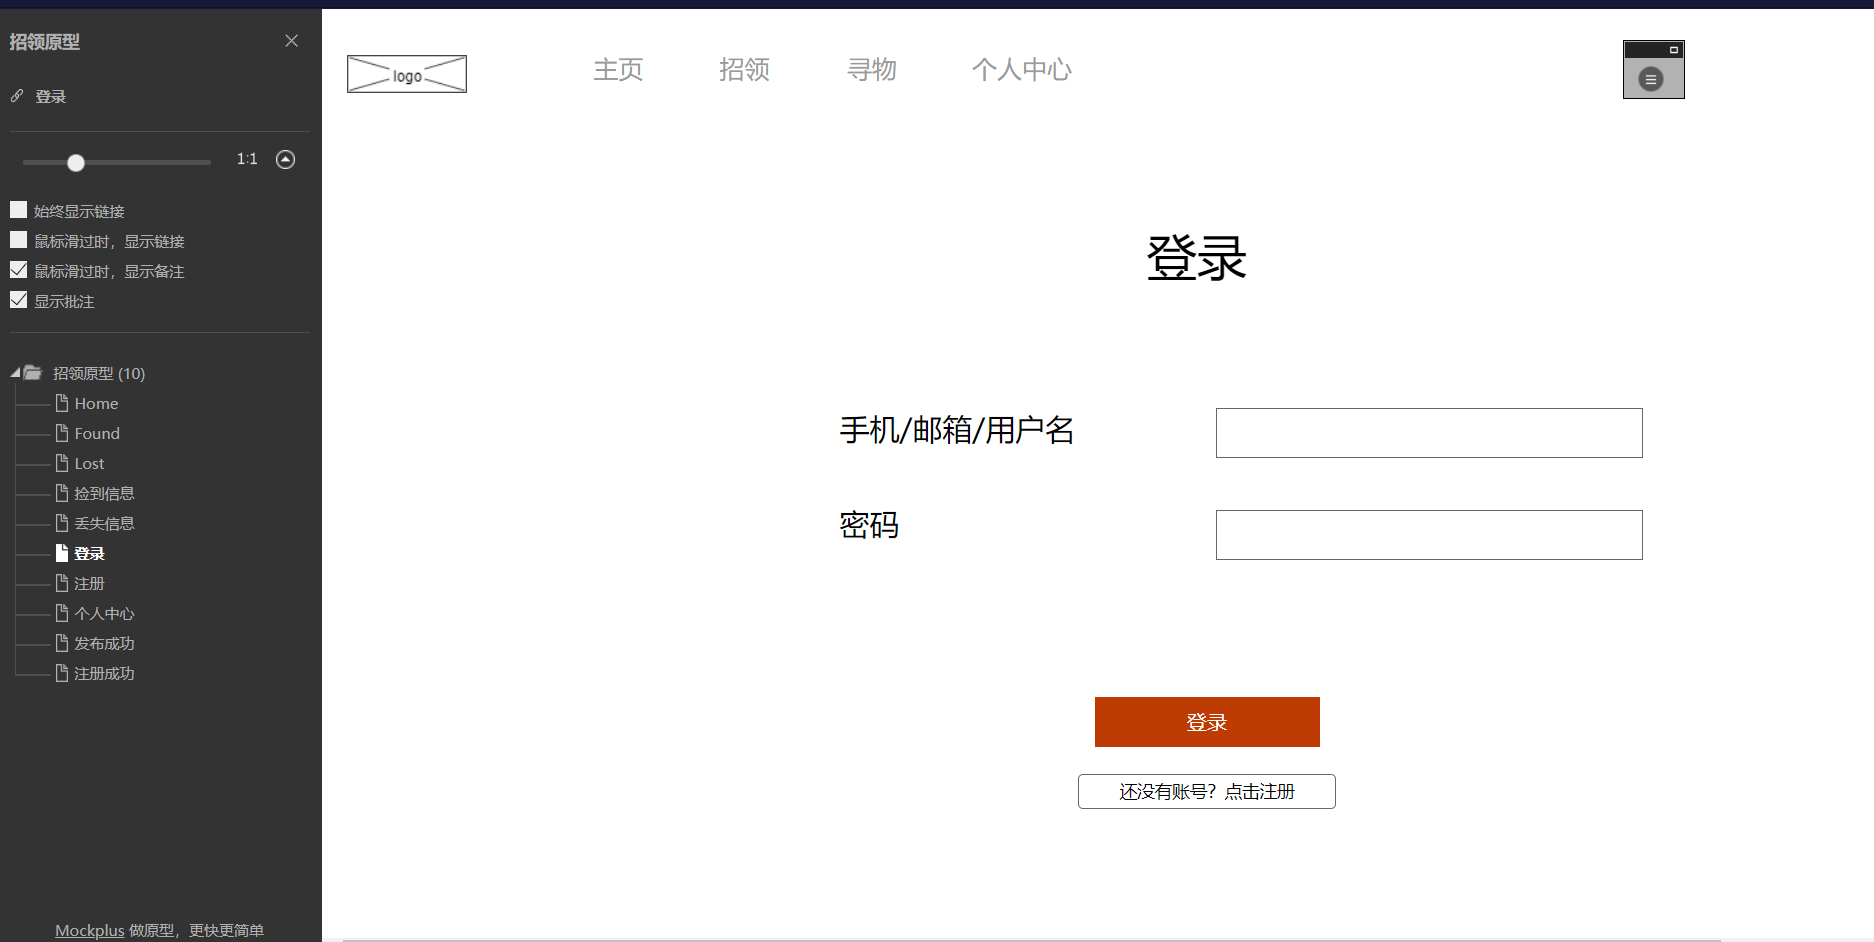 招领原型
登录
1:1
始终显示链接
鼠标滑过时，显示链接
鼠标滑过时，显示备注
显示批注
招领原型 (10)
Home
Found
Lost
捡到信息
丢失信息
登录
注册
个人中心
发布成功
注册成功
Mockplus 做原型，更快更简单
logo
主页 招领 寻物 个人中心
登录
手机/邮箱/用户名
密码
登录
还没有账号？点击注册